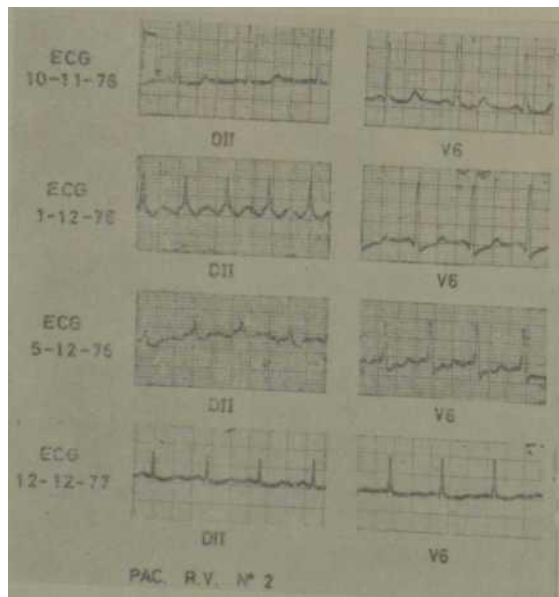 ECG
10-11-76
DII
V6
ECG
1-12-76
DII
V6
ECG
5-12-76
DII
V6
ECG
12-12-77
DII
V6
PAC. R.V. Nº 2